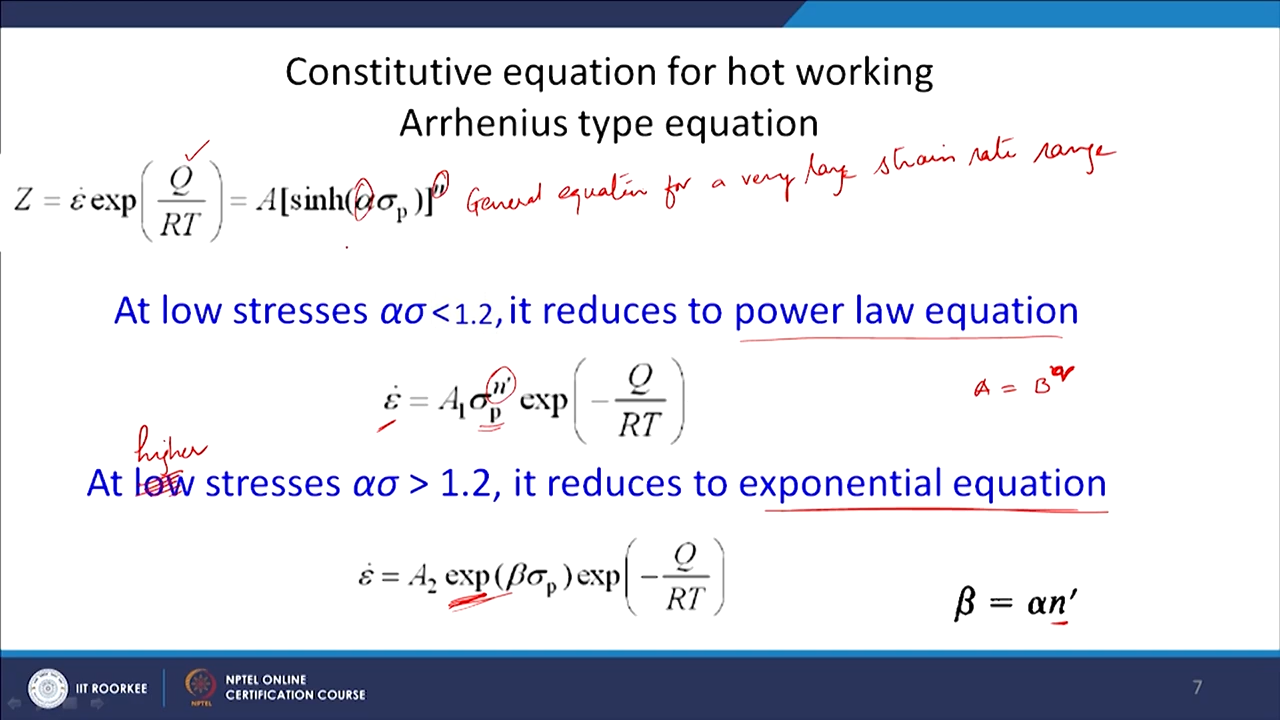 Constitutive equation for hot working
Arrhenius type equation
Z = ε̇ exp(Q/RT) = A[sinh(ασₚ)]ⁿ General equation for a very large strain rate range
At low stresses ασ < 1.2, it reduces to power law equation
ε̇ = A₁σₚⁿ′ exp(−Q/RT)
A = B
higher
At low stresses ασ > 1.2, it reduces to exponential equation
ε̇ = A₂ exp(βσₚ)exp(−Q/RT)
β = αn′
IIT ROORKEE
NPTEL
NPTEL ONLINE
CERTIFICATION COURSE
7